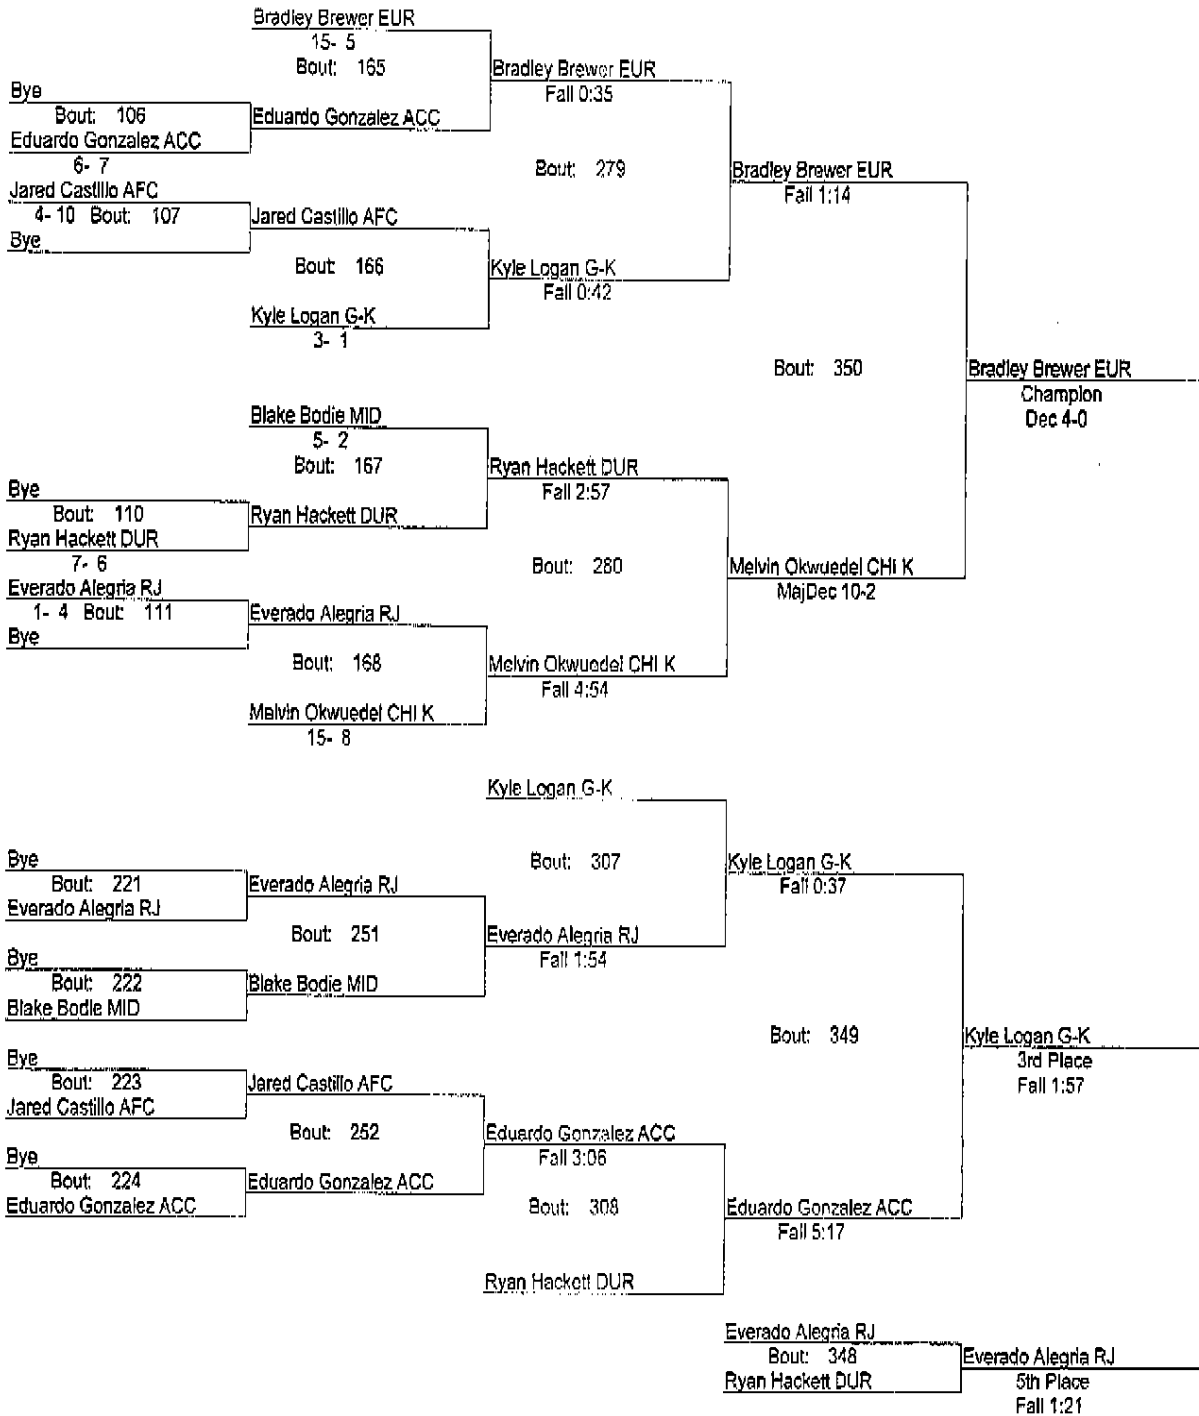 Bradley Brewer EUR
15- 5
Bout: 165
Bradley Brewer EUR
Fall 0:35
Bye
Bout: 106
Eduardo Gonzalez ACC
Eduardo Gonzalez ACC
6- 7
Bout: 279
Bradley Brewer EUR
Fall 1:14
Jared Castillo AFC
4- 10 Bout: 107
Jared Castillo AFC
Bye
Bout: 166
Kyle Logan G-K
Fall 0:42
Kyle Logan G-K
3- 1
Bout: 350
Bradley Brewer EUR
Champion
Dec 4-0
Blake Bodie MID
5- 2
Bout: 167
Ryan Hackett DUR
Fall 2:57
Bye
Bout: 110
Ryan Hackett DUR
Ryan Hackett DUR
7- 6
Bout: 280
Melvin Okwuedel CHI K
MajDec 10-2
Everado Alegria RJ
1- 4 Bout: 111
Everado Alegria RJ
Bye
Bout: 168
Melvin Okwuedel CHI K
Fall 4:54
Melvin Okwuedel CHI K
15- 8
Kyle Logan G-K
Bout: 307
Kyle Logan G-K
Fall 0:37
Bye
Bout: 221
Everado Alegria RJ
Everado Alegria RJ
Bout: 251
Everado Alegria RJ
Fall 1:54
Bye
Bout: 222
Blake Bodie MID
Blake Bodie MID
Bout: 349
Kyle Logan G-K
3rd Place
Fall 1:57
Bye
Bout: 223
Jared Castillo AFC
Jared Castillo AFC
Bout: 252
Eduardo Gonzalez ACC
Fall 3:06
Bye
Bout: 224
Eduardo Gonzalez ACC
Eduardo Gonzalez ACC
Bout: 308
Eduardo Gonzalez ACC
Fall 5:17
Ryan Hackett DUR
Everado Alegria RJ
Bout: 348
Ryan Hackett DUR
Everado Alegria RJ
5th Place
Fall 1:21